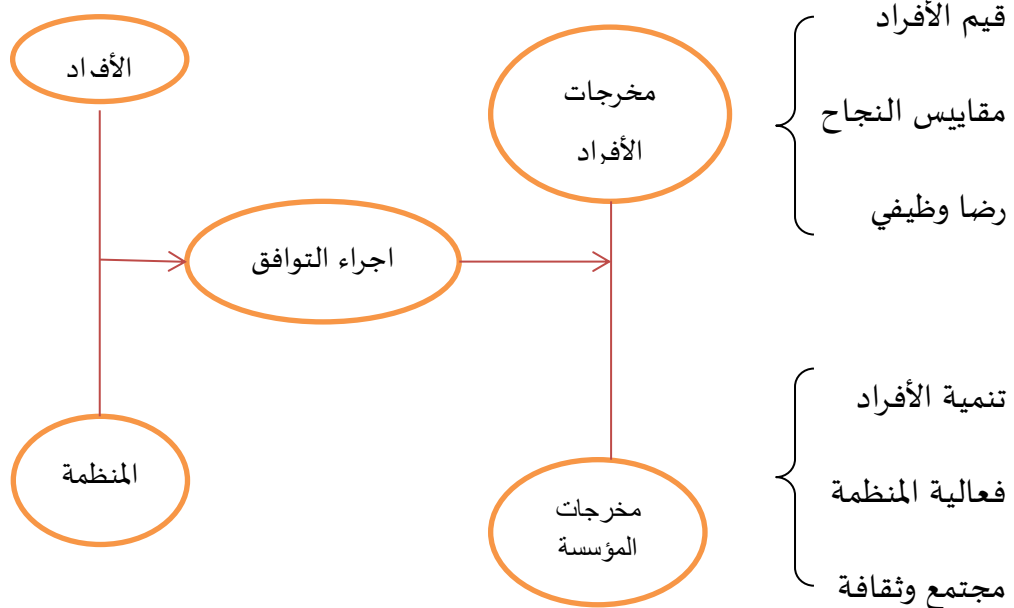 قيم الأفراد
مقاييس النجاح
رضا وظيفي
مخرجات
الأفراد
الأفراد
اجراء التوافق
المنظمة
مخرجات
المؤسسة
تنمية الأفراد
فعالية المنظمة
مجتمع وثقافة